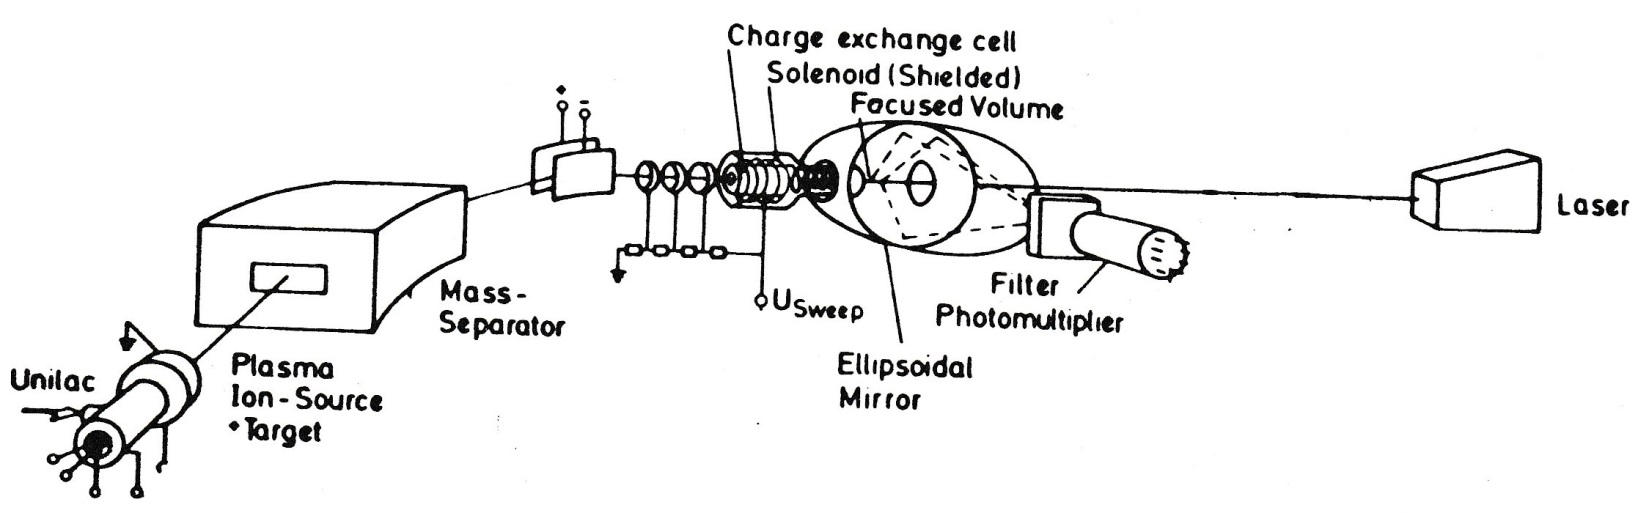 Charge exchange cell
Solenoid (Shielded)
Focused Volume
+
-
Laser
Mass-
Separator
USweep
Filter
Photomultiplier
Unilac
Plasma
Ion-Source
+Target
Ellipsoidal
Mirror